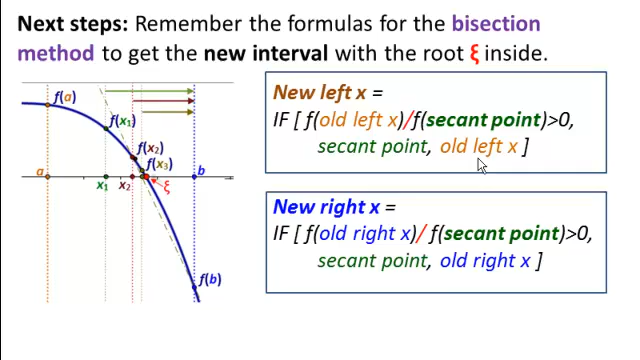 Next steps: Remember the formulas for the bisection
method to get the new interval with the root ξ inside.
f(a)
f(x₁)
f(x₂)
f(x₃)
a
x₁
x₂
ξ
b
f(b)
New left x =
IF [ f(old left x)/f(secant point)>0,
secant point, old left x ]
New right x =
IF [ f(old right x)/ f(secant point)>0,
secant point, old right x ]